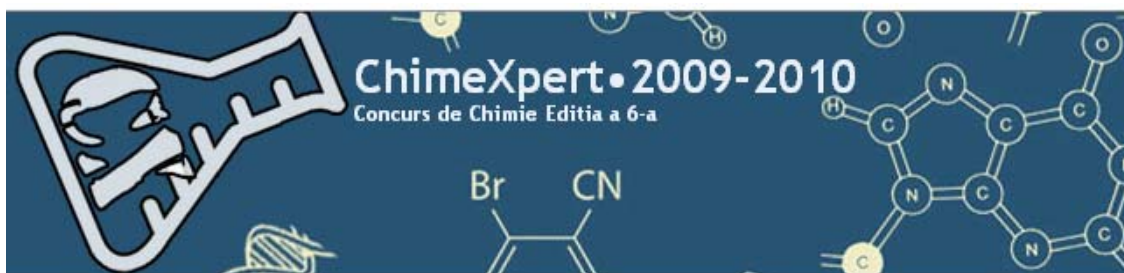 C
N
H
O
O
ChimeXpert•2009-2010
Concurs de Chimie Editia a 6-a
N
H
C
C
C
Br CN
N
C
C
N
C